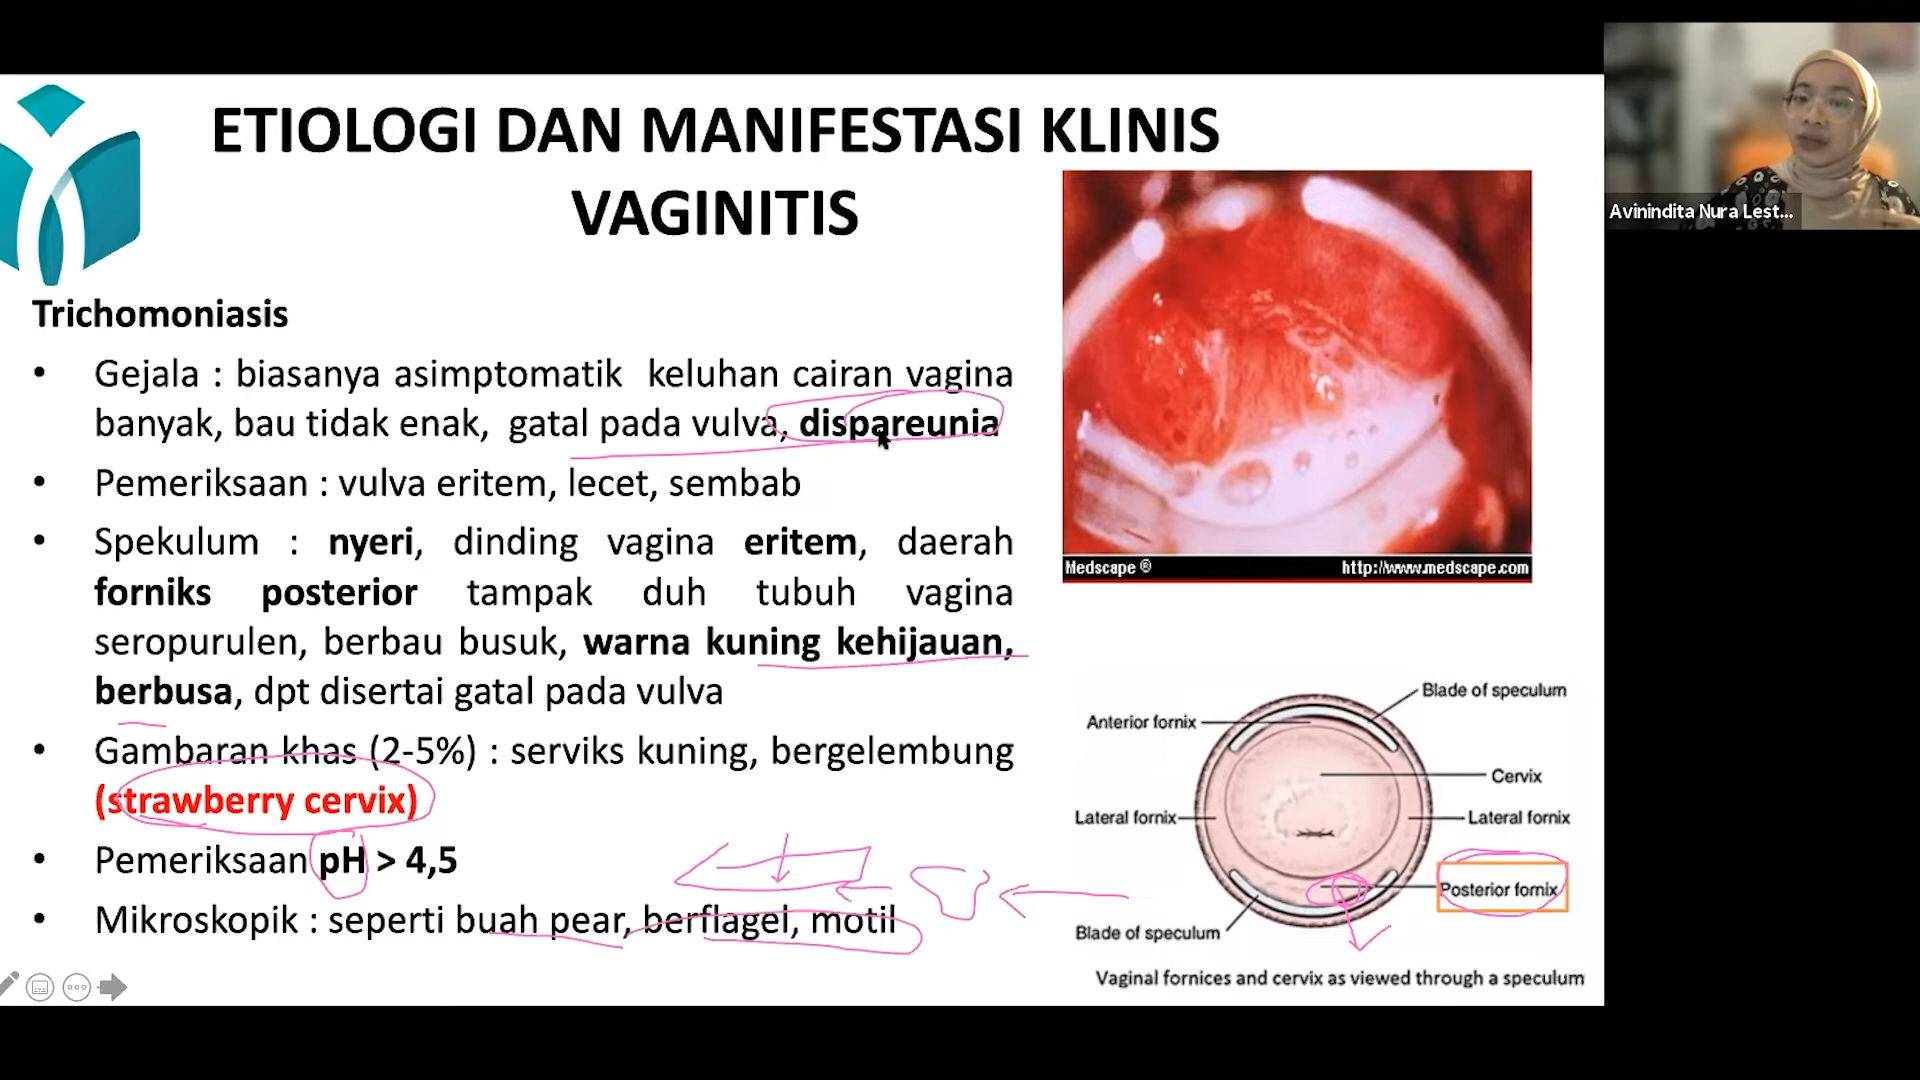 ETIOLOGI DAN MANIFESTASI KLINIS
VAGINITIS
Avinindita Nura Lest...
Trichomoniasis
• Gejala : biasanya asimptomatik keluhan cairan vagina
banyak, bau tidak enak, gatal pada vulva, dispareunia
• Pemeriksaan : vulva eritem, lecet, sembab
• Spekulum : nyeri, dinding vagina eritem, daerah
forniks posterior tampak duh tubuh vagina
seropurulen, berbau busuk, warna kuning kehijauan,
berbusa, dpt disertai gatal pada vulva
• Gambaran khas (2-5%) : serviks kuning, bergelembung
(strawberry cervix)
• Pemeriksaan pH > 4,5
• Mikroskopik : seperti buah pear, berflagel, motil
Medscape ® http://www.medscape.com
Blade of speculum
Anterior fornix
Cervix
Lateral fornix
Lateral fornix
Posterior fornix
Blade of speculum
Vaginal fornices and cervix as viewed through a speculum